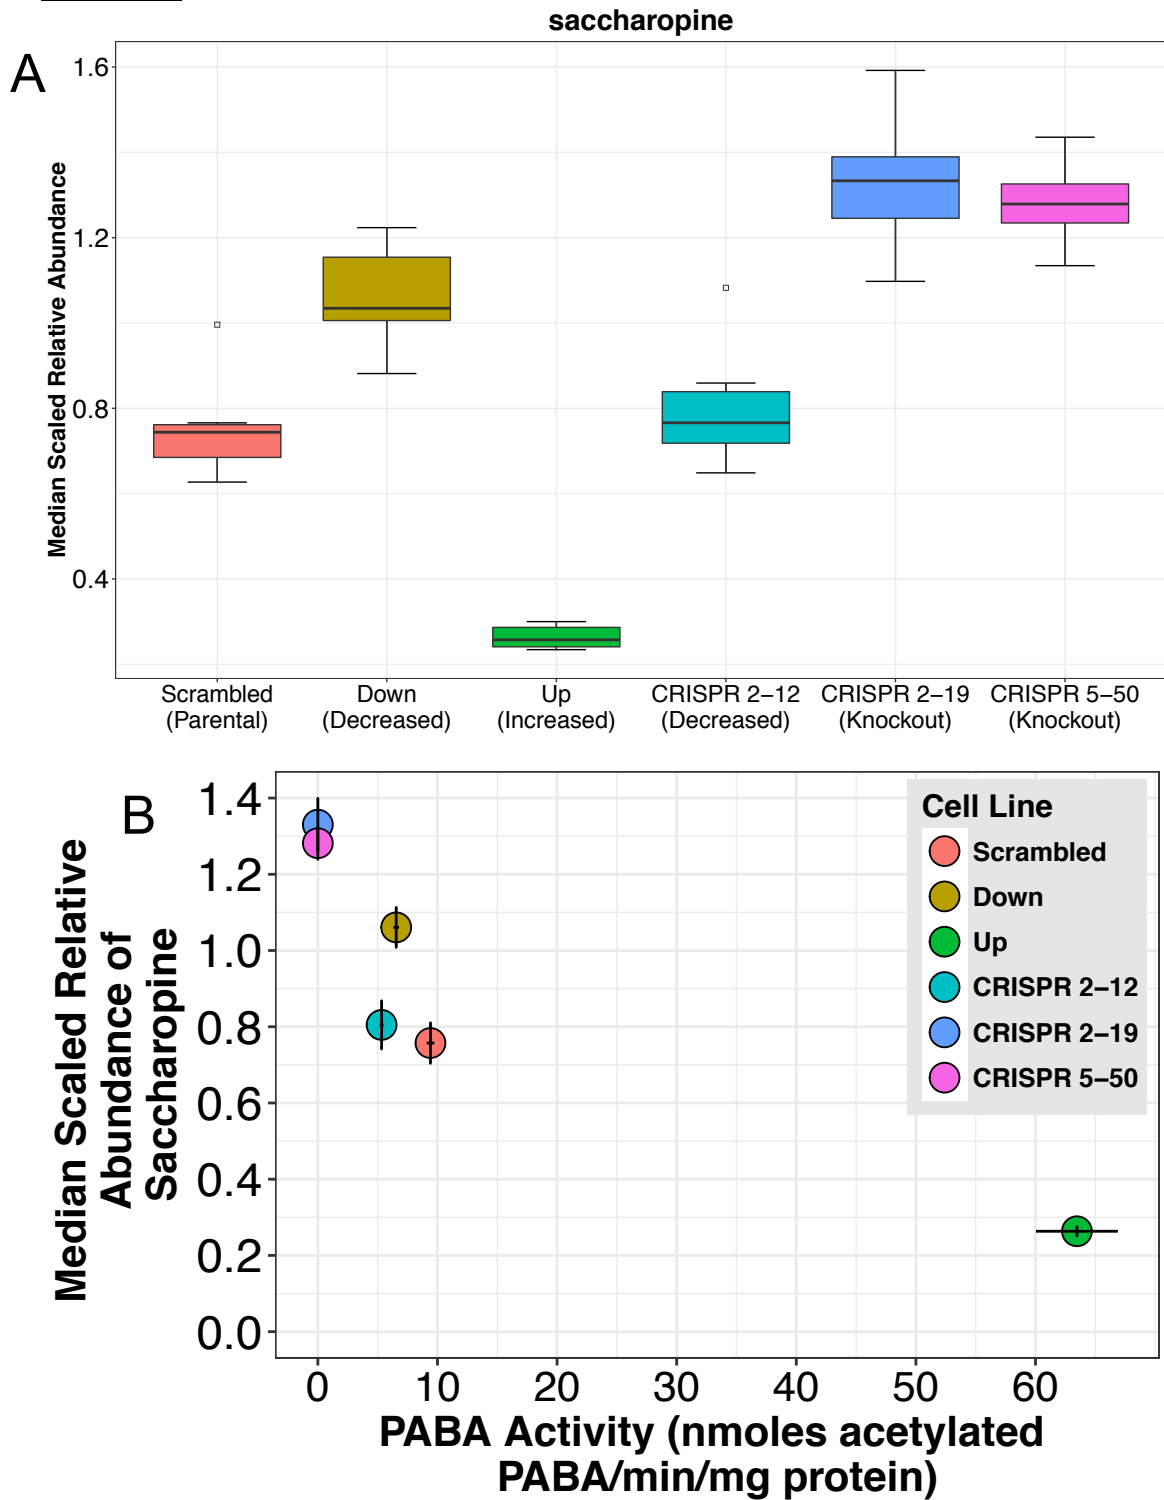 saccharopine
A
Median Scaled Relative Abundance
1.6
1.2
0.8
0.4
Scrambled
(Parental)
Down
(Decreased)
Up
(Increased)
CRISPR 2–12
(Decreased)
CRISPR 2–19
(Knockout)
CRISPR 5–50
(Knockout)
B
Median Scaled Relative
Abundance of
Saccharopine
1.4
1.2
1.0
0.8
0.6
0.4
0.2
0.0
Cell Line
Scrambled
Down
Up
CRISPR 2–12
CRISPR 2–19
CRISPR 5–50
0 10 20 30 40 50 60
PABA Activity (nmoles acetylated
PABA/min/mg protein)